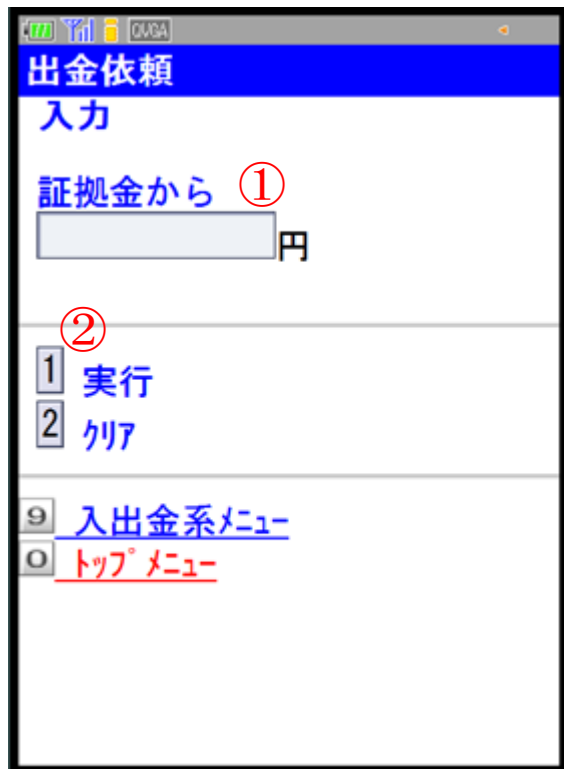 QVGA
出金依頼
入力
証拠金から ①
円
②
1 実行
2 ｸﾘｱ
9 入出金系ﾒﾆｭｰ
0 ﾄｯﾌﾟﾒﾆｭｰ